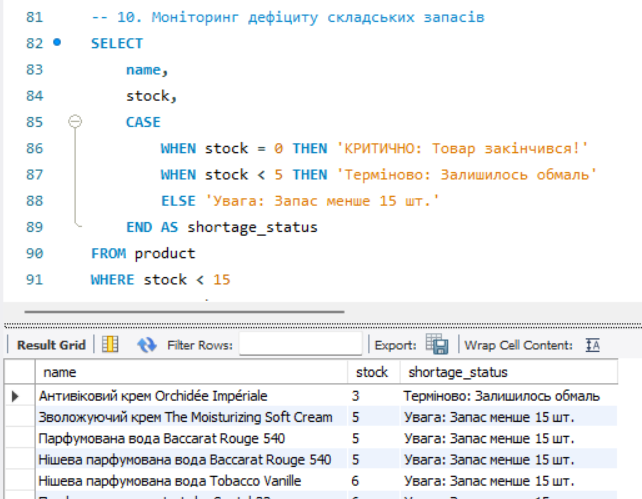 81 -- 10. Моніторинг дефіциту складських запасів
82 SELECT
83 name,
84 stock,
85 CASE
86 WHEN stock = 0 THEN 'КРИТИЧНО: Товар закінчився!'
87 WHEN stock < 5 THEN 'Терміново: Залишилось обмаль'
88 ELSE 'Увага: Запас менше 15 шт.'
89 END AS shortage_status
90 FROM product
91 WHERE stock < 15
Result Grid Filter Rows: Export: Wrap Cell Content:
name stock shortage_status
Антивіковий крем Orchidée Impériale 3 Терміново: Залишилось обмаль
Зволожуючий крем The Moisturizing Soft Cream 5 Увага: Запас менше 15 шт.
Парфумована вода Baccarat Rouge 540 5 Увага: Запас менше 15 шт.
Нішева парфумована вода Baccarat Rouge 540 5 Увага: Запас менше 15 шт.
Нішева парфумована вода Tobacco Vanille 6 Увага: Запас менше 15 шт.